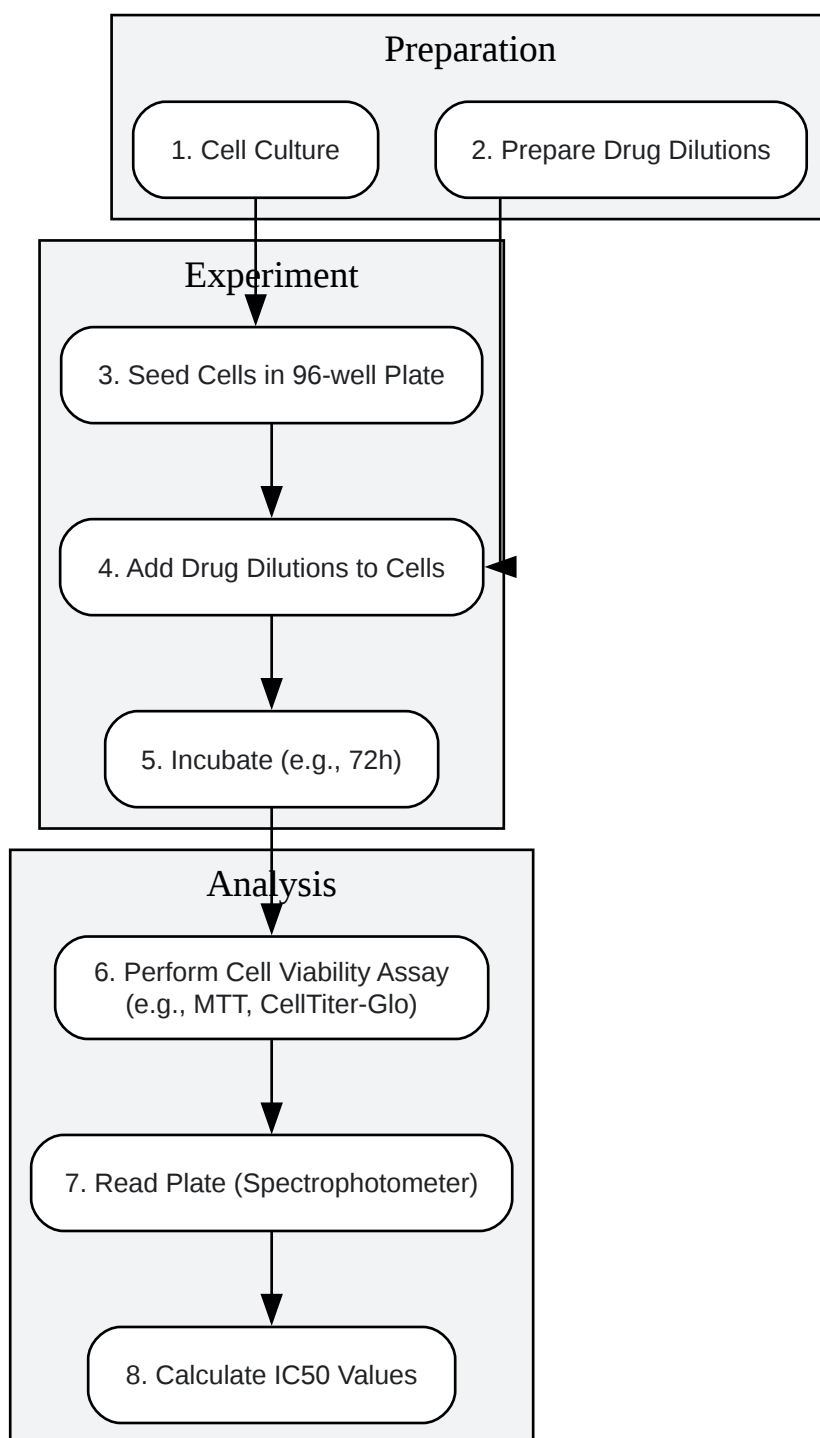 Preparation
1. Cell Culture
2. Prepare Drug Dilutions
Experiment
3. Seed Cells in 96-well Plate
4. Add Drug Dilutions to Cells
5. Incubate (e.g., 72h)
Analysis
6. Perform Cell Viability Assay
(e.g., MTT, CellTiter-Glo)
7. Read Plate (Spectrophotometer)
8. Calculate IC50 Values